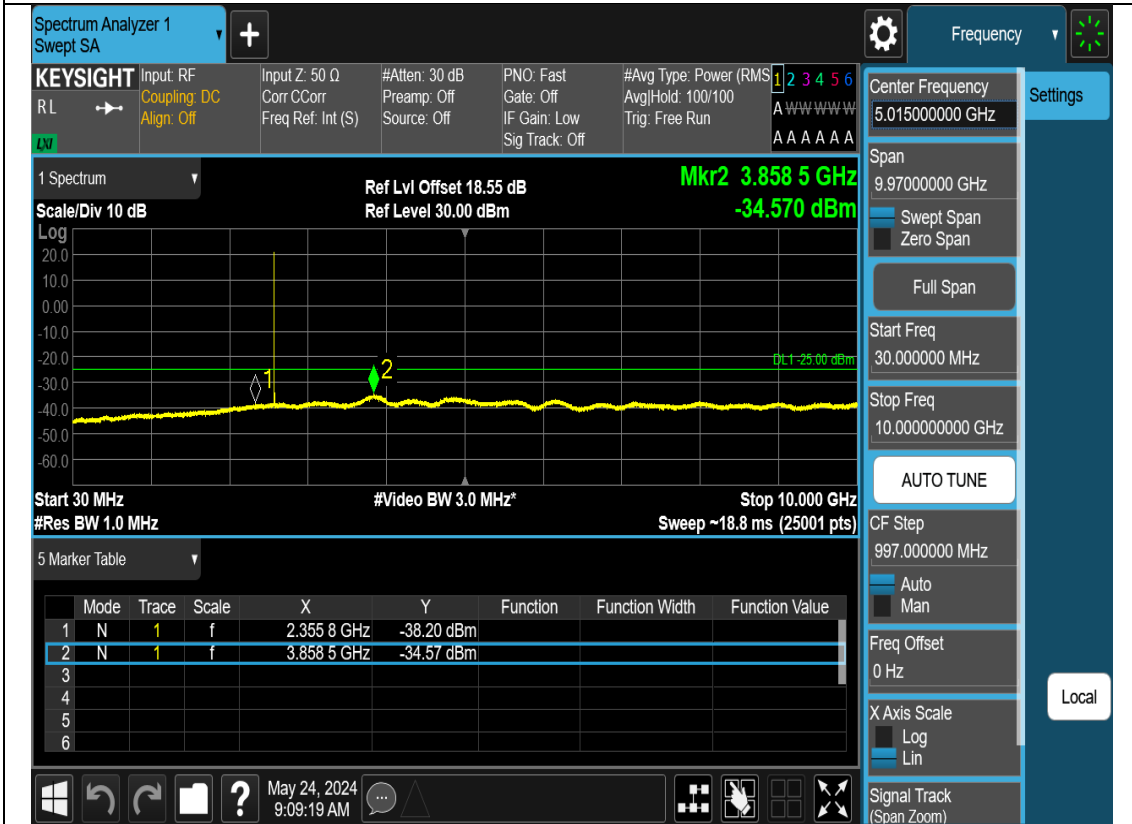 Spectrum Analyzer 1
Swept SA
+
Frequency
KEYSIGHT
RL
LXI
Input: RF
Coupling: DC
Align: Off
Input Z: 50 Ω
Corr CCorr
Freq Ref: Int (S)
#Atten: 30 dB
Preamp: Off
Source: Off
PNO: Fast
Gate: Off
IF Gain: Low
Sig Track: Off
#Avg Type: Power (RMS
Avg|Hold: 100/100
Trig: Free Run
1 2 3 4 5 6
A W W W W W
A A A A A A
1 Spectrum
Scale/Div 10 dB
Ref Lvl Offset 18.55 dB
Ref Level 30.00 dBm
Mkr2 3.858 5 GHz
-34.570 dBm
Log
20.0
10.0
0.00
-10.0
-20.0
-30.0
-40.0
-50.0
-60.0
DL1 -25.00 dBm
1
2
Start 30 MHz
#Video BW 3.0 MHz*
Stop 10.000 GHz
#Res BW 1.0 MHz
Sweep ~18.8 ms (25001 pts)
5 Marker Table
Mode Trace Scale X Y Function Function Width Function Value
1 N 1 f 2.355 8 GHz -38.20 dBm
2 N 1 f 3.858 5 GHz -34.57 dBm
3
4
5
6
?
May 24, 2024
9:09:19 AM
Center Frequency
5.015000000 GHz
Settings
Span
9.97000000 GHz
Swept Span
Zero Span
Full Span
Start Freq
30.000000 MHz
Stop Freq
10.000000000 GHz
AUTO TUNE
CF Step
997.000000 MHz
Auto
Man
Freq Offset
0 Hz
X Axis Scale
Log
Lin
Local
Signal Track
(Span Zoom)